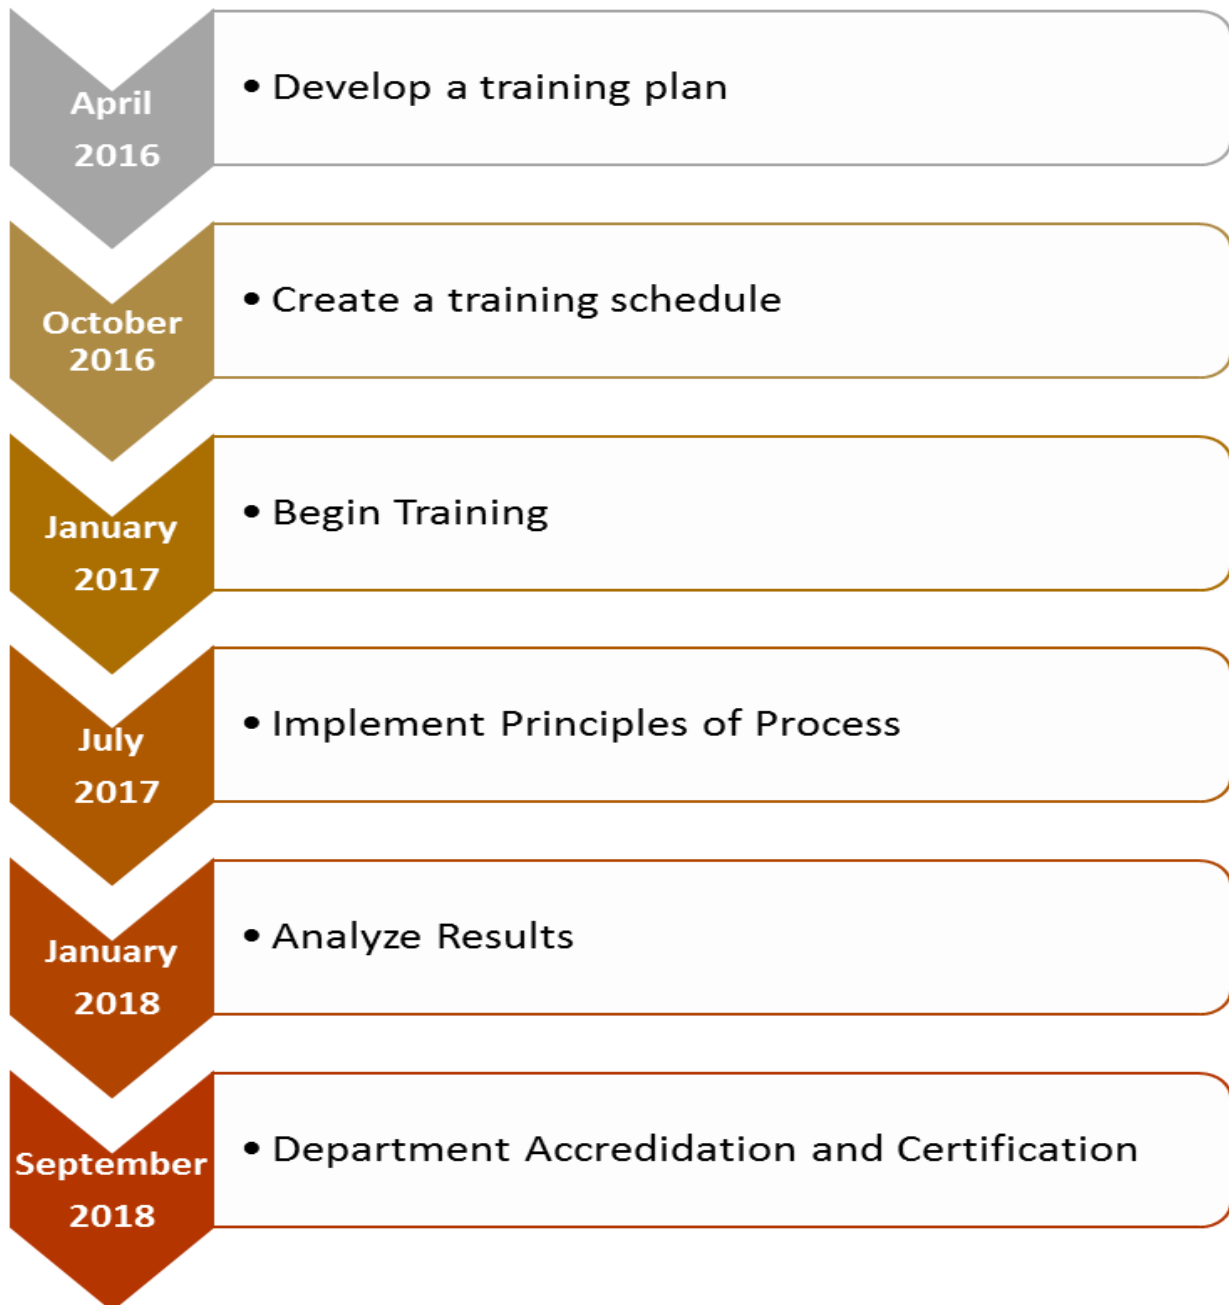 April
2016
• Develop a training plan
October
2016
• Create a training schedule
January
2017
• Begin Training
July
2017
• Implement Principles of Process
January
2018
• Analyze Results
September
2018
• Department Accredidation and Certification